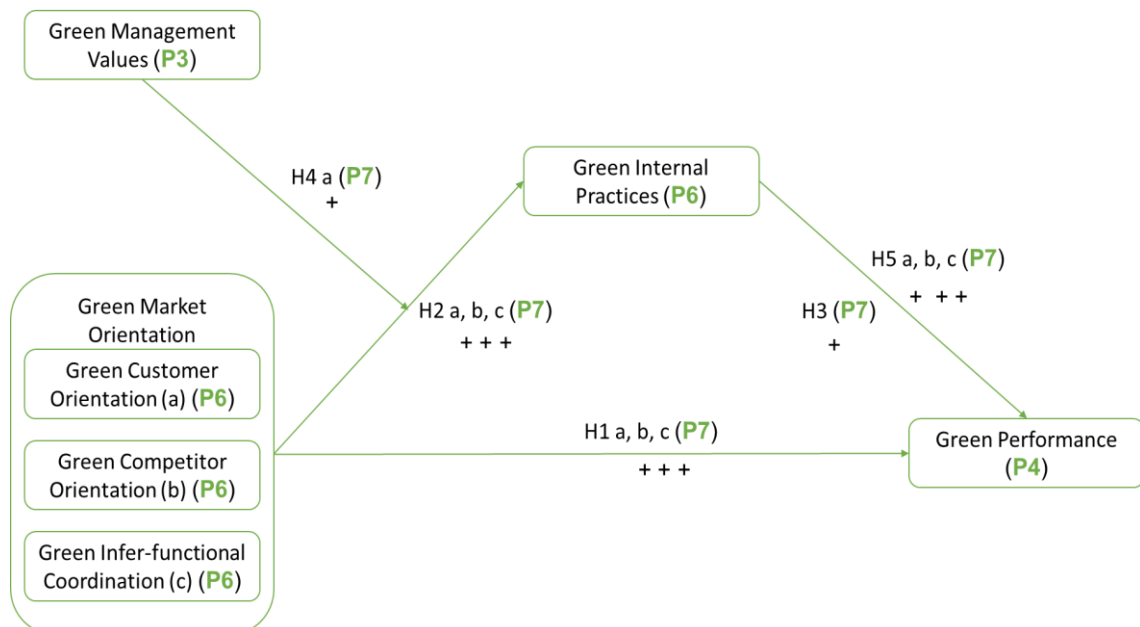 Green Management
Values (P3)
H4 a (P7)
+
Green Internal
Practices (P6)
H5 a, b, c (P7)
+ + +
H3 (P7)
+
H2 a, b, c (P7)
+ + +
Green Market
Orientation
Green Customer
Orientation (a) (P6)
Green Competitor
Orientation (b) (P6)
Green Infer-functional
Coordination (c) (P6)
H1 a, b, c (P7)
+ + +
Green Performance
(P4)